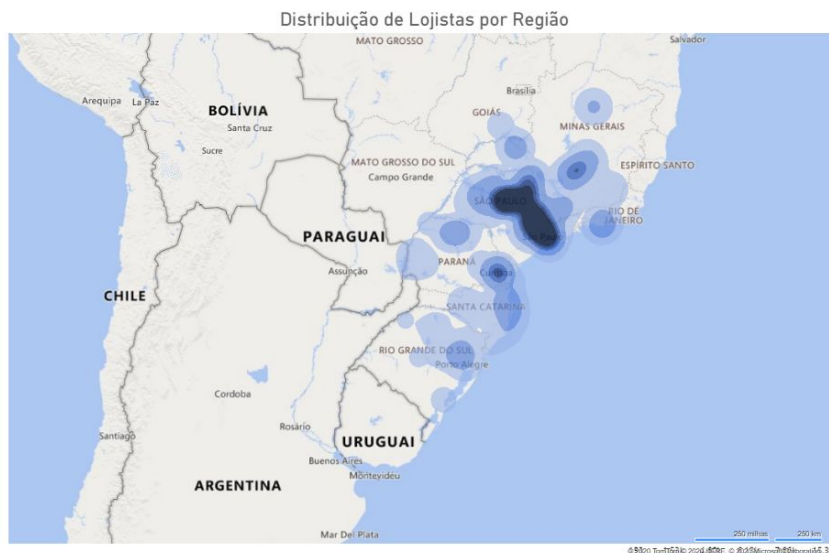 Distribuição de Lojistas por Região
MATO GROSSO
Salvador
Arequipa
La Paz
BOLÍVIA
Santa Cruz
Sucre
Brasília
GOIÁS
MINAS GERAIS
MATO GROSSO DO SUL
Campo Grande
ESPÍRITO SANTO
SÃO PAULO
RIO DE
JANEIRO
PARAGUAI
PARANÁ
Assunção
CHILE
SANTA CATARINA
RIO GRANDE DO SUL
Porto Alegre
Cordoba
Rosário
Santiago
URUGUAI
Buenos Aires
Montevidéu
ARGENTINA
Mar Del Plata
250 milhas
250 km